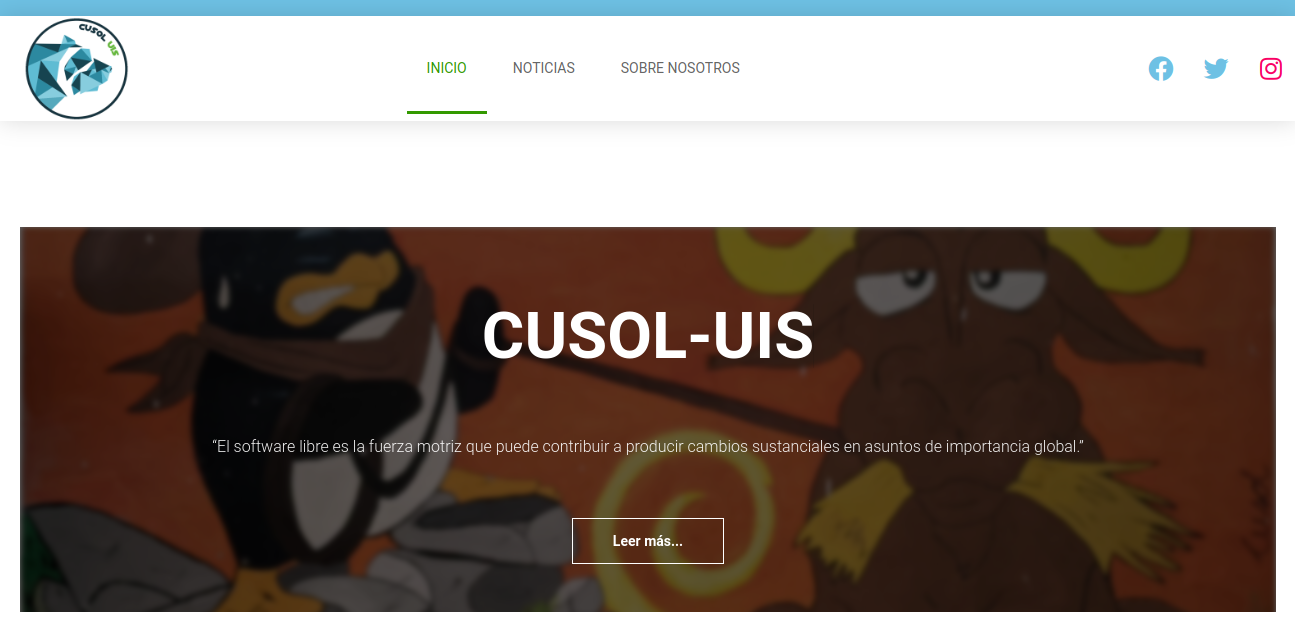 CUSOL UIS
INICIO NOTICIAS SOBRE NOSOTROS
CUSOL-UIS
“El software libre es la fuerza motriz que puede contribuir a producir cambios sustanciales en asuntos de importancia global.”
Leer más...